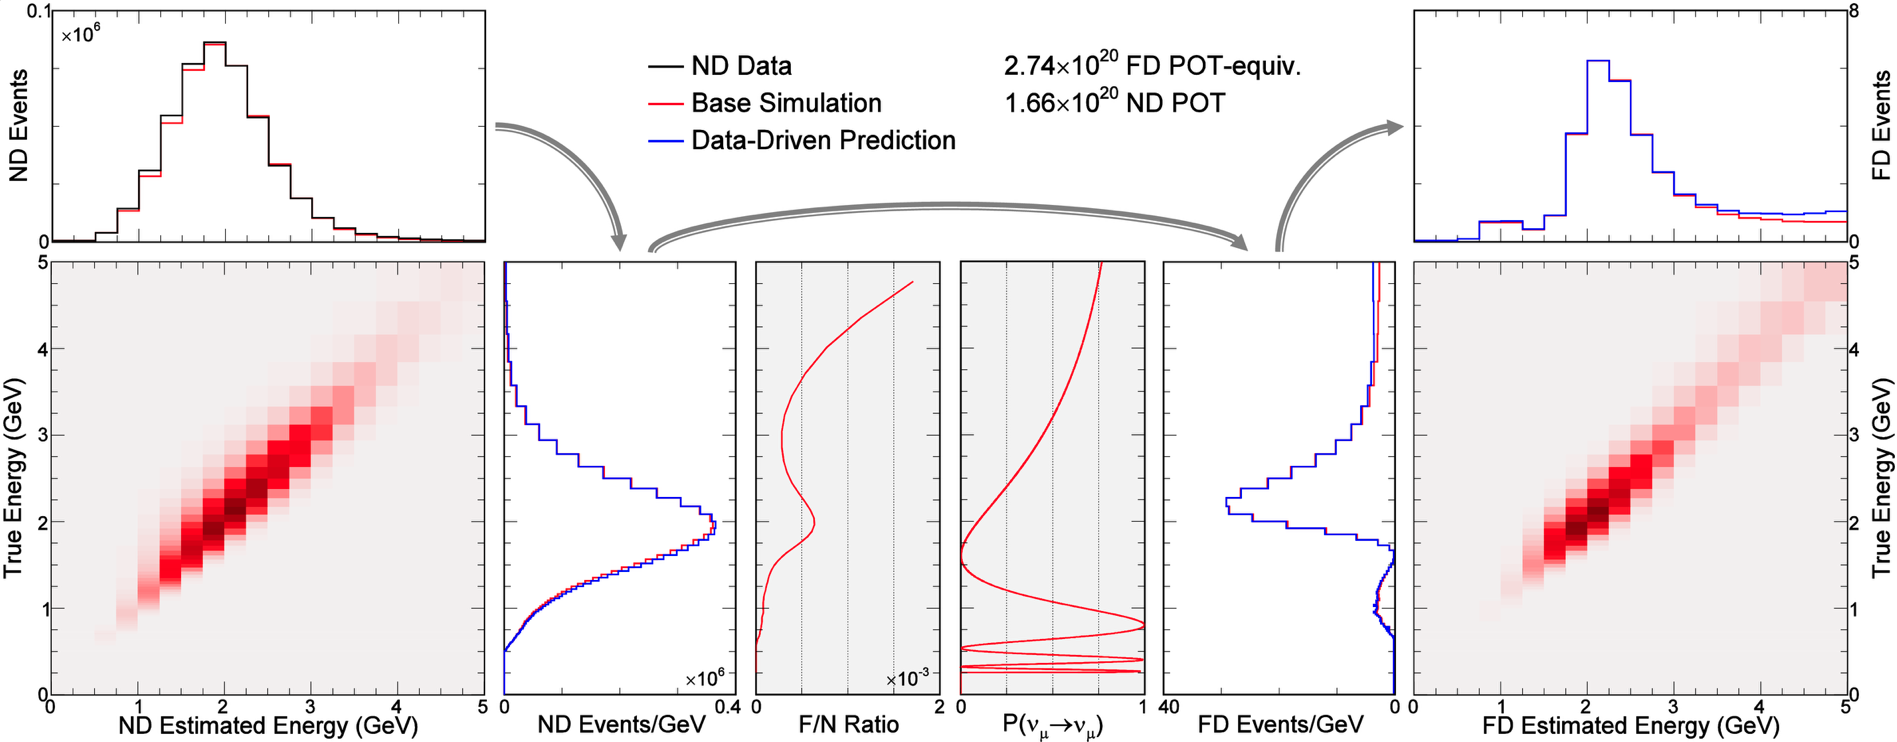 0.1
×10⁶
ND Events
0
ND Data
Base Simulation
Data-Driven Prediction
2.74×10²⁰ FD POT-equiv.
1.66×10²⁰ ND POT
8
FD Events
0
5
4
3
2
1
0
True Energy (GeV)
1 2 3 4 5
ND Estimated Energy (GeV)
×10⁶
0 0.4
ND Events/GeV
×10⁻³
0 2
F/N Ratio
0 1
P(νμ→νμ)
40 0
FD Events/GeV
5
4
3
2
1
0
True Energy (GeV)
0 1 2 3 4 5
FD Estimated Energy (GeV)